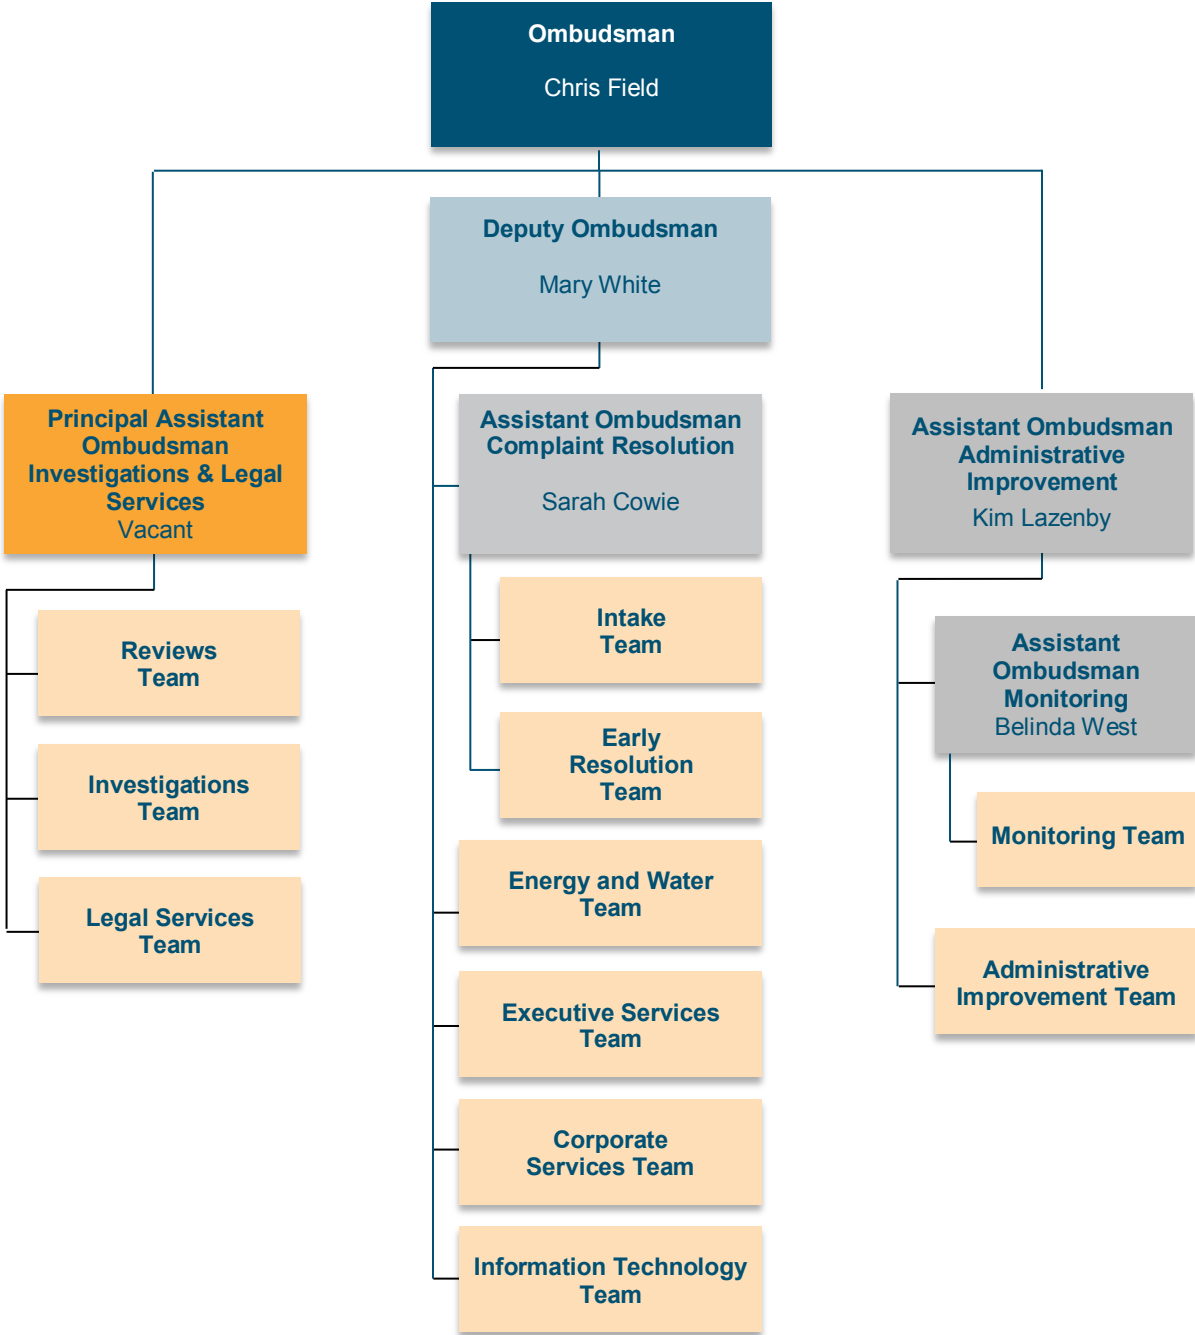 Ombudsman
Chris Field
Deputy Ombudsman
Mary White
Principal Assistant
Ombudsman
Investigations & Legal
Services
Vacant
Reviews
Team
Investigations
Team
Legal Services
Team
Assistant Ombudsman
Complaint Resolution
Sarah Cowie
Intake
Team
Early
Resolution
Team
Energy and Water
Team
Executive Services
Team
Corporate
Services Team
Information Technology
Team
Assistant Ombudsman
Administrative
Improvement
Kim Lazenby
Assistant
Ombudsman
Monitoring
Belinda West
Monitoring Team
Administrative
Improvement Team